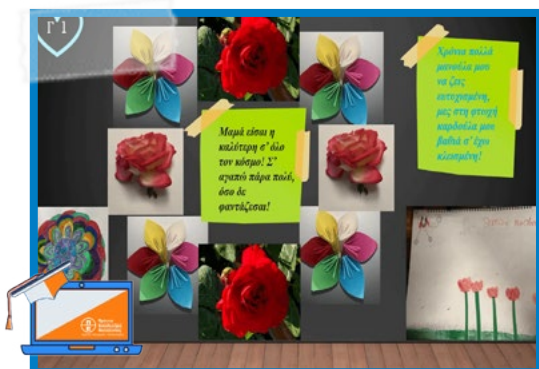 Γ΄1
Μαμά είσαι η
καλύτερη σ' όλο
τον κόσμο! Σ'
αγαπώ πάρα πολύ,
όσο δε
φαντάζεσαι!
Χρόνια πολλά
μανούλα μου
να ζεις
ευτυχισμένη,
μες στη φτωχή
καρδούλα μου
βαθιά σ' έχω
κλεισμένη!